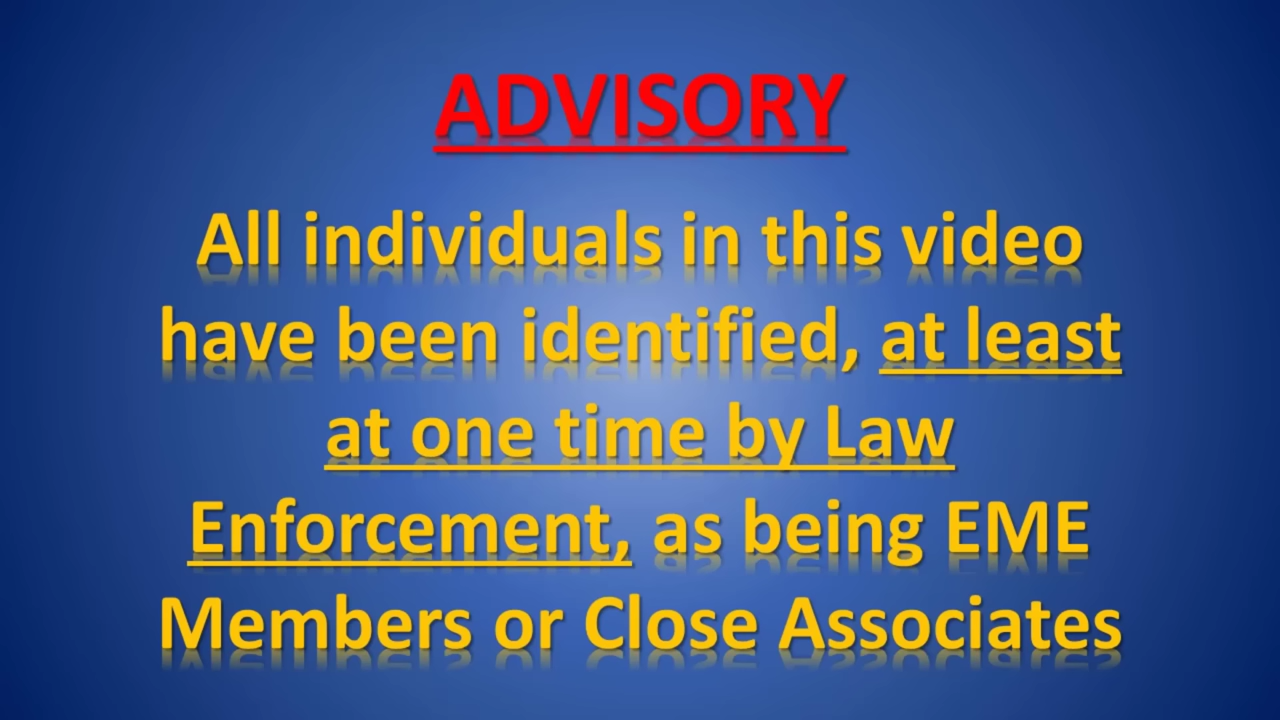 ADVISORY
All individuals in this video
have been identified, at least
at one time by Law
Enforcement, as being EME
Members or Close Associates